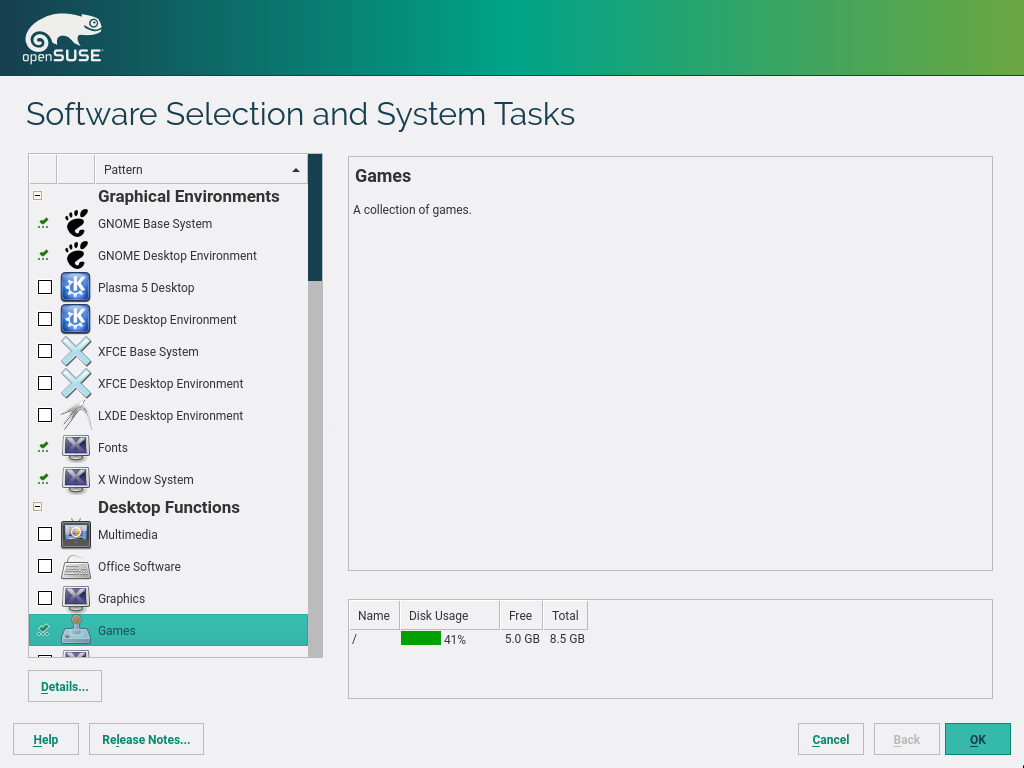 openSUSE
Software Selection and System Tasks
Pattern
Graphical Environments
GNOME Base System
GNOME Desktop Environment
Plasma 5 Desktop
KDE Desktop Environment
XFCE Base System
XFCE Desktop Environment
LXDE Desktop Environment
Fonts
X Window System
Desktop Functions
Multimedia
Office Software
Graphics
Games
Details...
Games
A collection of games.
Name Disk Usage Free Total
/ 41% 5.0 GB 8.5 GB
Help Release Notes... Cancel Back OK